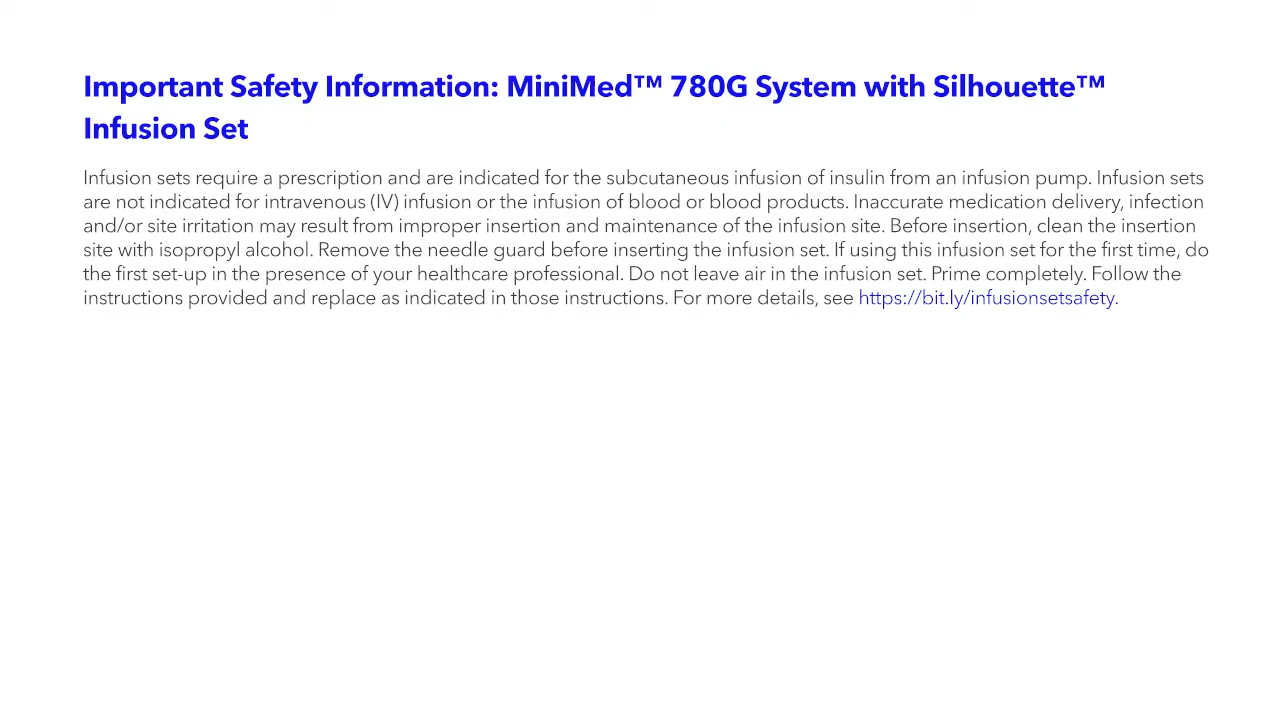 Important Safety Information: MiniMed™ 780G System with Silhouette™
Infusion Set
Infusion sets require a prescription and are indicated for the subcutaneous infusion of insulin from an infusion pump. Infusion sets
are not indicated for intravenous (IV) infusion or the infusion of blood or blood products. Inaccurate medication delivery, infection
and/or site irritation may result from improper insertion and maintenance of the infusion site. Before insertion, clean the insertion
site with isopropyl alcohol. Remove the needle guard before inserting the infusion set. If using this infusion set for the first time, do
the first set-up in the presence of your healthcare professional. Do not leave air in the infusion set. Prime completely. Follow the
instructions provided and replace as indicated in those instructions. For more details, see https://bit.ly/infusionsetsafety.